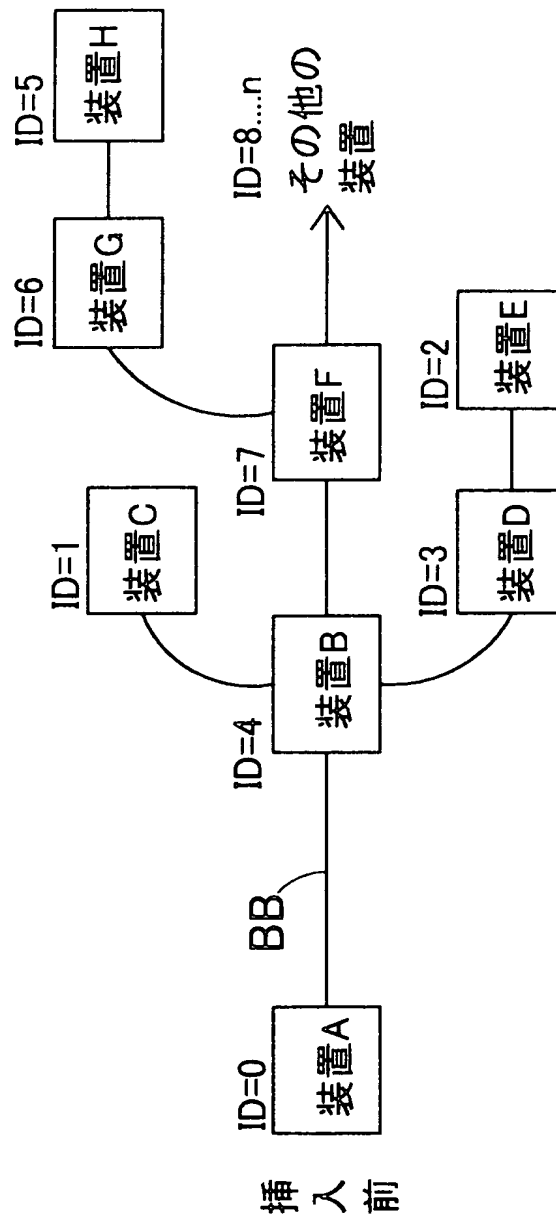 挿入前
ID=0
装置A
BB
ID=4
装置B
ID=1
装置C
ID=3
装置D
ID=2
装置E
ID=7
装置F
ID=6
装置G
ID=5
装置H
ID=8....n
その他の
装置